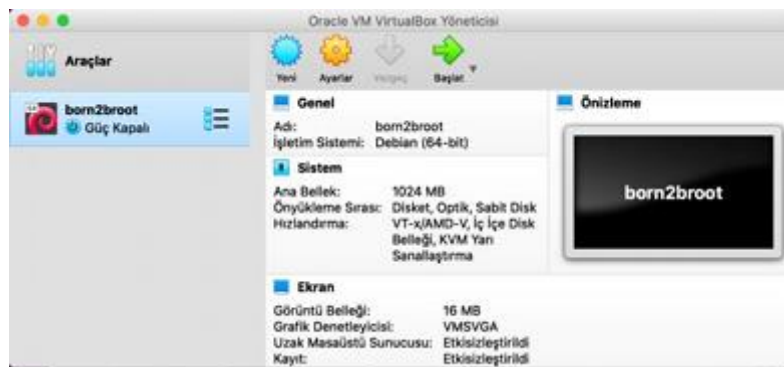 Oracle VM VirtualBox Yöneticisi
Araçlar
Yeni
Ayarlar
Vazgeç
Başlat
born2broot
Güç Kapalı
Genel
Adı: born2broot
İşletim Sistemi: Debian (64-bit)
Sistem
Ana Bellek: 1024 MB
Önyükleme Sırası: Disket, Optik, Sabit Disk
Hızlandırma: VT-x/AMD-V, İç İçe Disk
Belleği, KVM Yarı
Sanallaştırma
Ekran
Görüntü Belleği: 16 MB
Grafik Denetleyicisi: VMSVGA
Uzak Masaüstü Sunucusu: Etkisizleştirildi
Kayıt: Etkisizleştirildi
Önizleme
born2broot